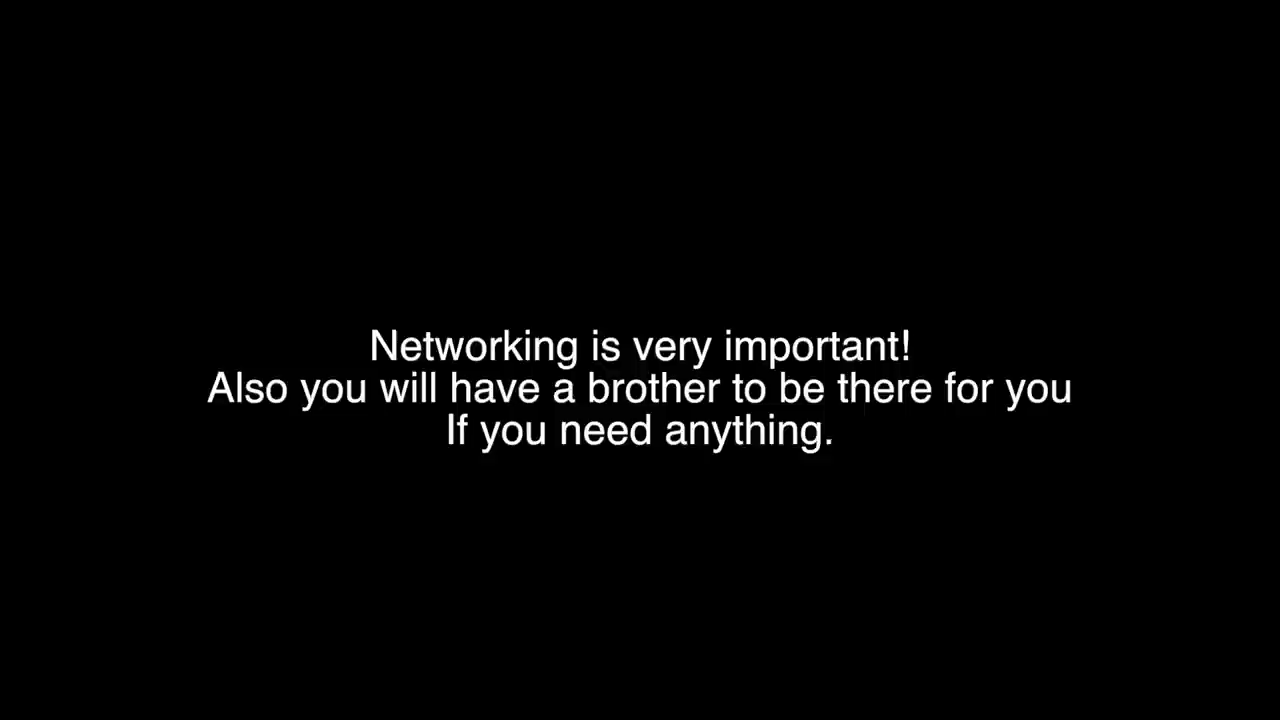 Networking is very important!
Also you will have a brother to be there for you
If you need anything.